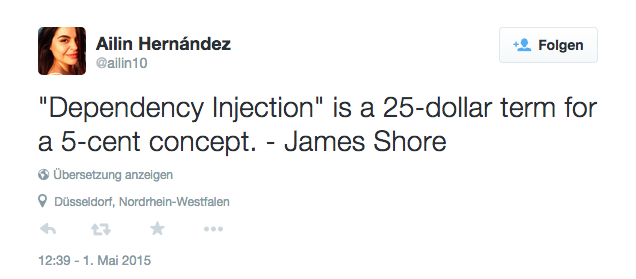 Ailin Hernández
@ailin10
Folgen
"Dependency Injection" is a 25-dollar term for
a 5-cent concept. - James Shore
Übersetzung anzeigen
Düsseldorf, Nordrhein-Westfalen
12:39 - 1. Mai 2015